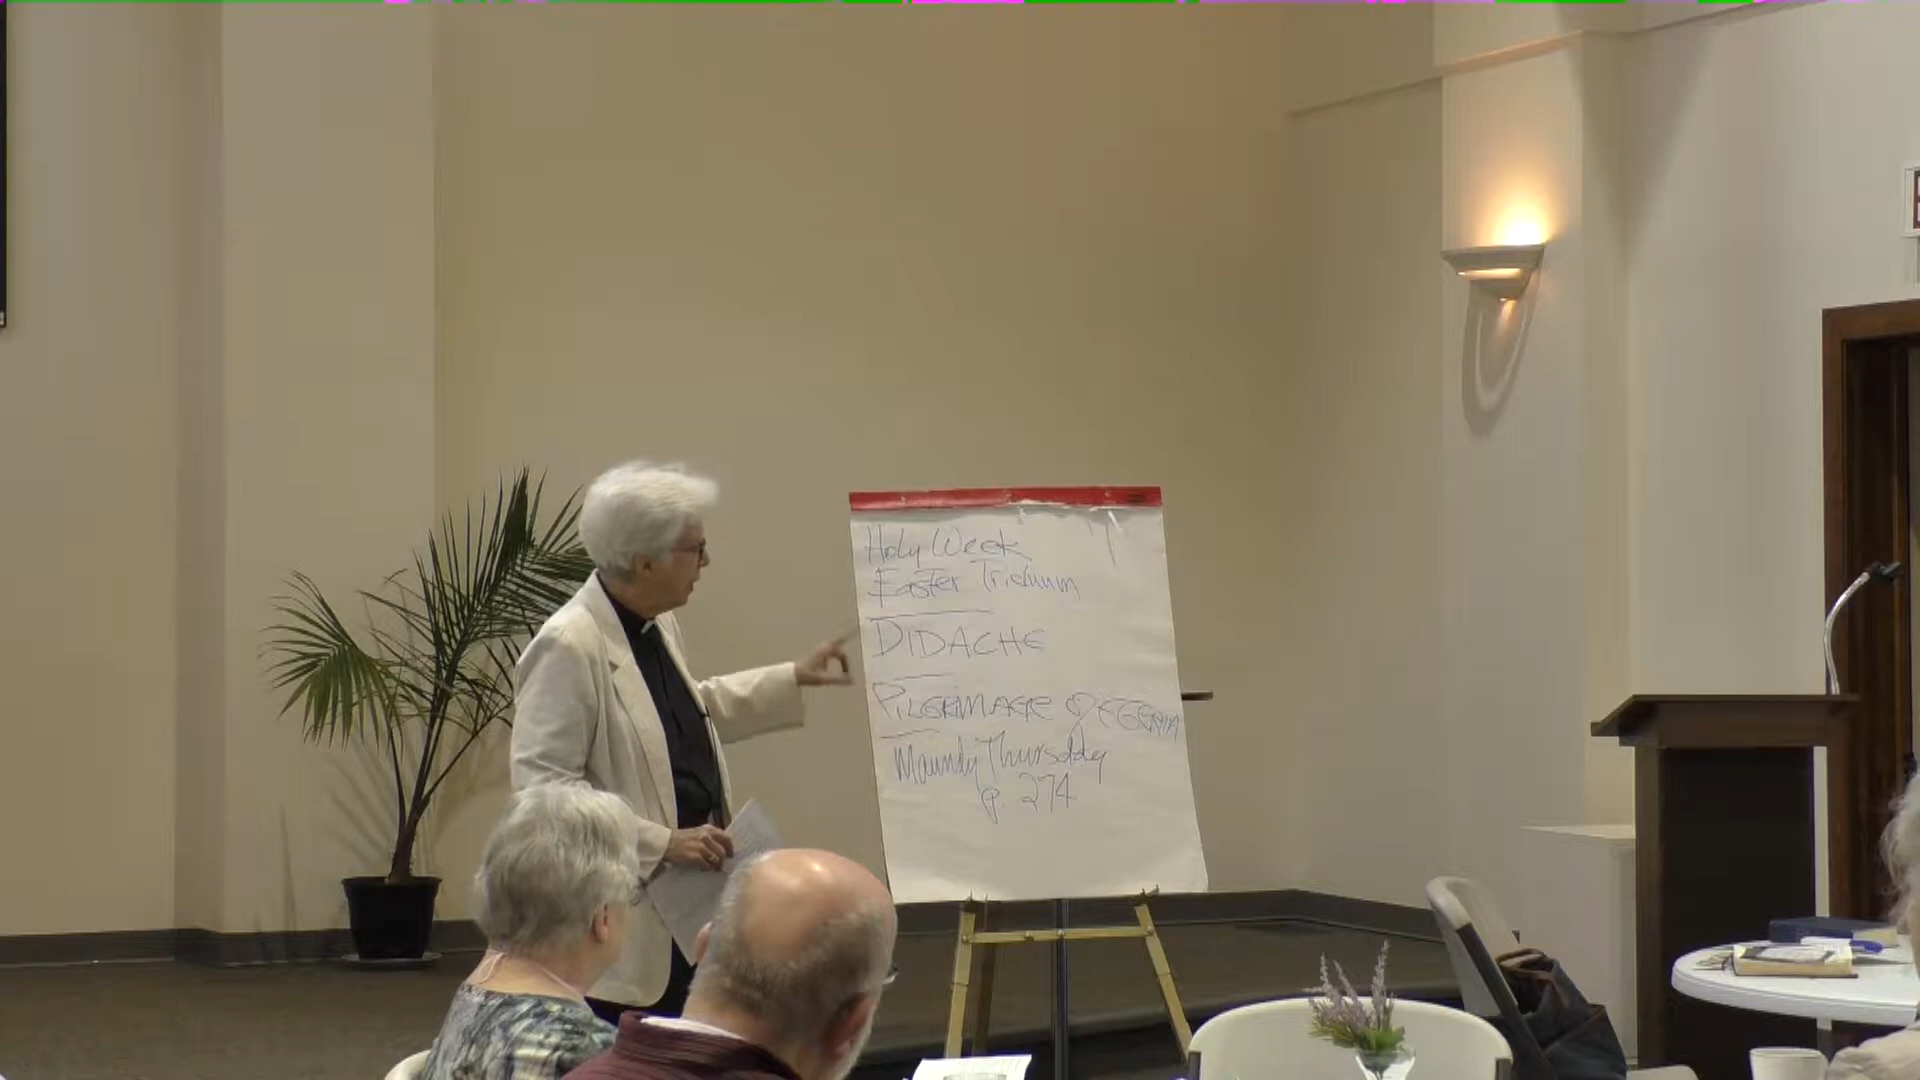 Holy Week
Easter Triduum
DIDACHE
PILGRIMAGE of EGERIA
Maundy Thursday
p. 274